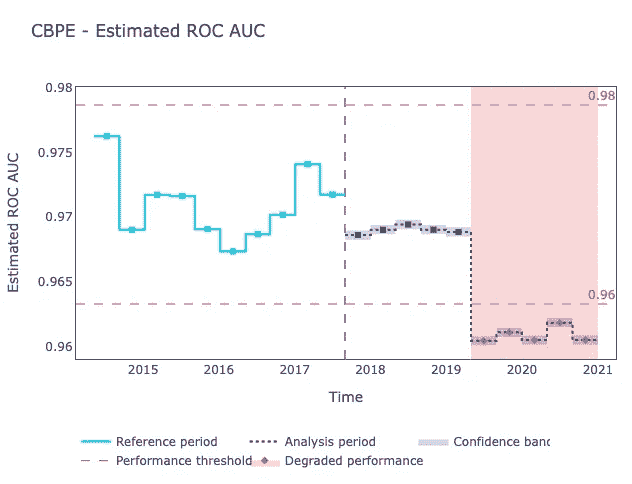 CBPE - Estimated ROC AUC
0.98
0.98
0.975
Estimated ROC AUC
0.97
0.965
0.96
0.96
2015 2016 2017 2018 2019 2020 2021
Time
Reference period Analysis period Confidence band
Performance threshold Degraded performance